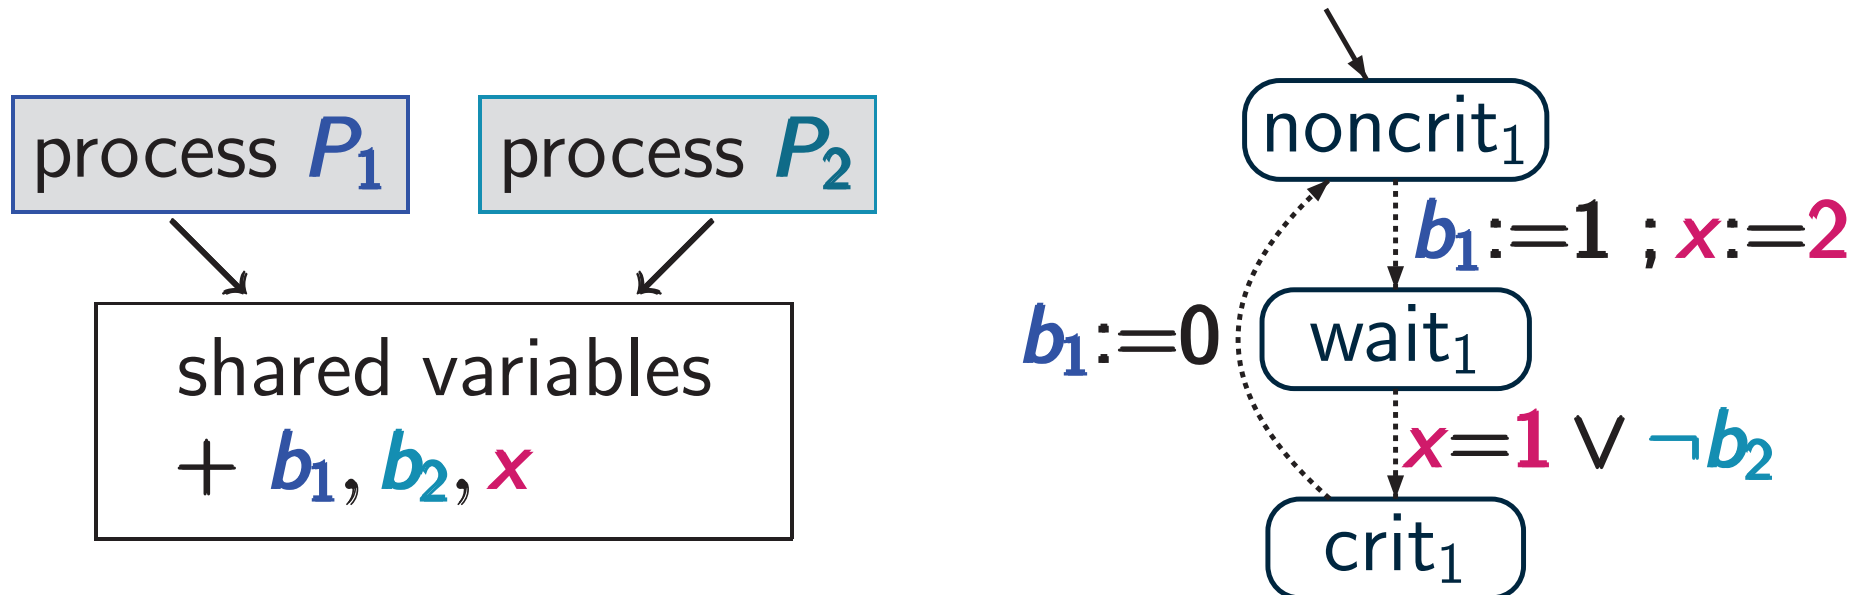 process P₁
process P₂
shared variables
+ b₁, b₂, x
noncrit₁
b₁:=1 ; x:=2
b₁:=0
wait₁
x=1 ∨ ¬b₂
crit₁